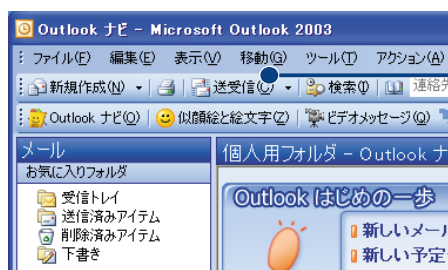 Outlook ナビ - Microsoft Outlook 2003
ファイル(F) 編集(E) 表示(V) 移動(G) ツール(T) アクション(A)
新規作成(N) 送受信(C) 検索(I) 連絡先
Outlook ナビ(O) 似顔絵と絵文字(Z) ビデオメッセージ(Q)
メール
お気に入りフォルダ
受信トレイ
送信済みアイテム
削除済みアイテム
下書き
個人用フォルダ - Outlook ナ
Outlook はじめの一歩
新しいメール
新しい予定